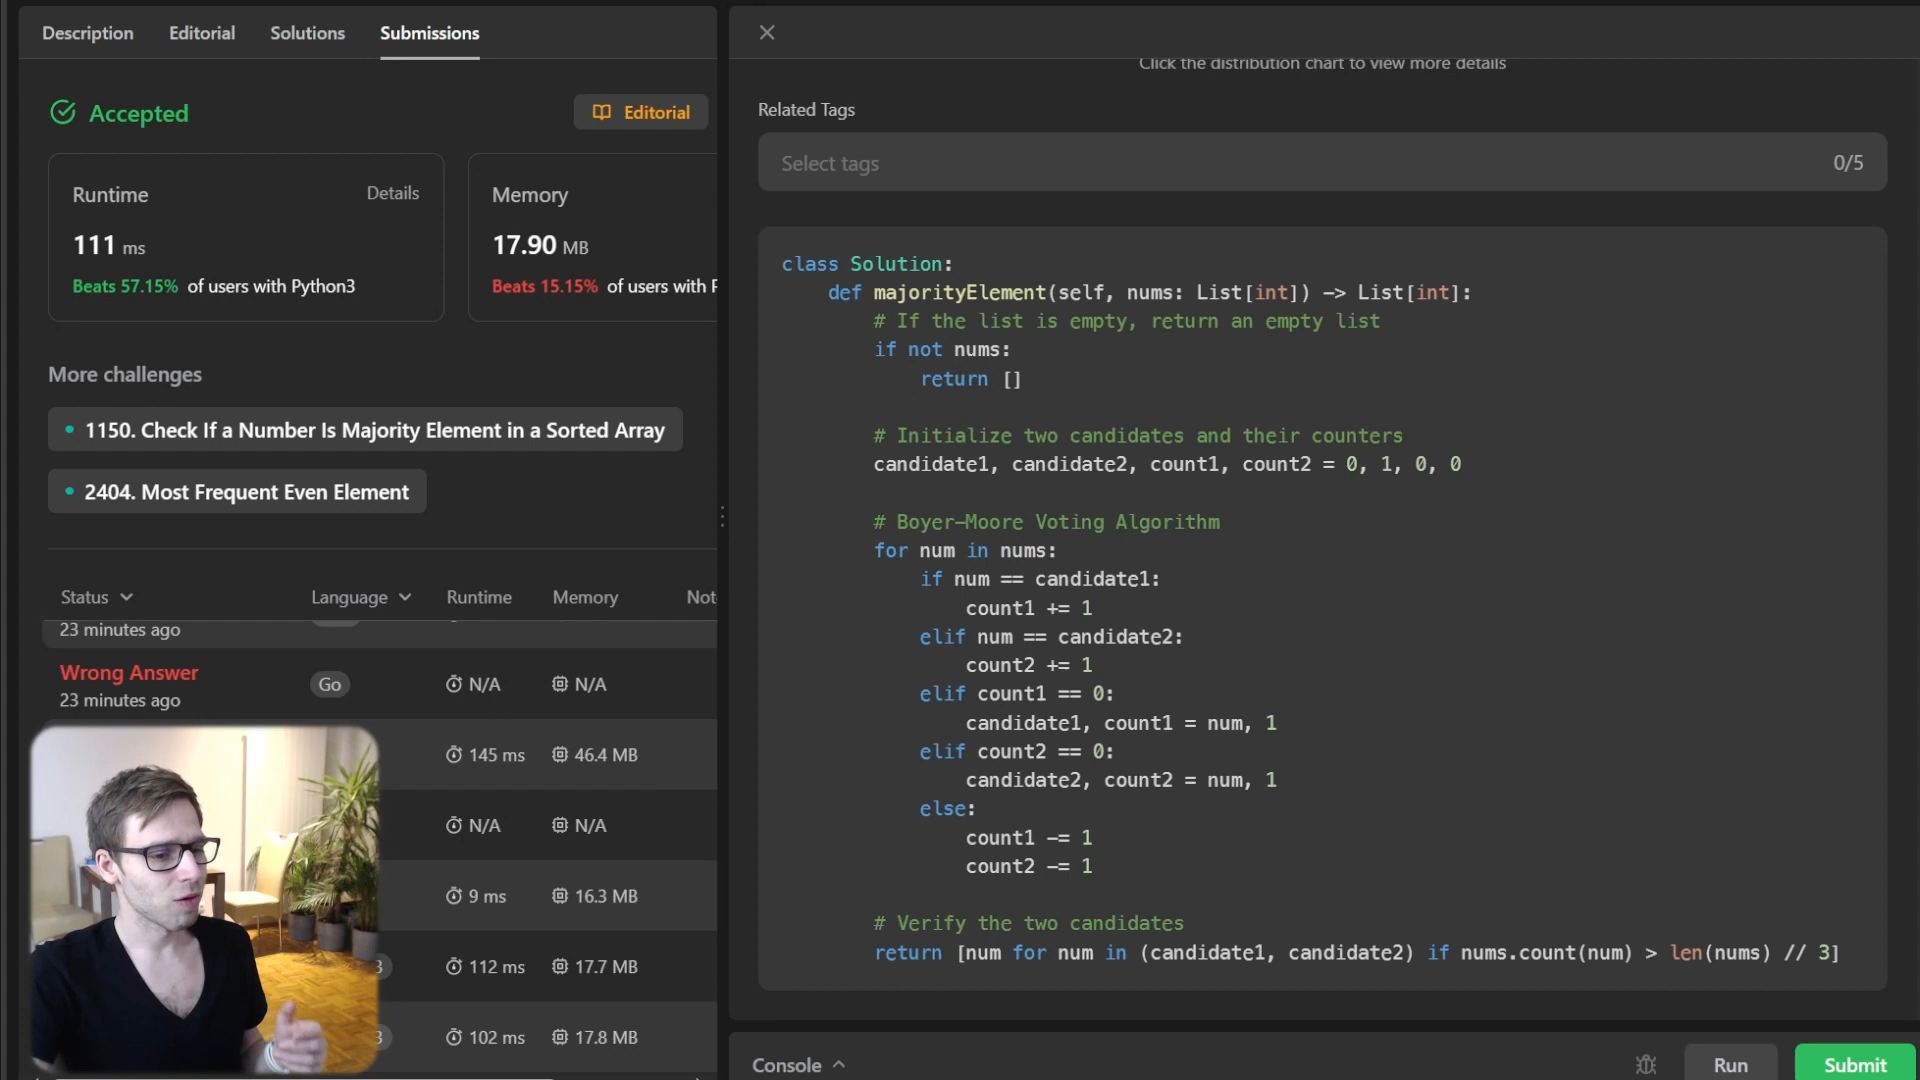 Description Editorial Solutions Submissions
Accepted
Editorial
Runtime Details
111 ms
Beats 57.15% of users with Python3
Memory
17.90 MB
Beats 15.15% of users with
More challenges
1150. Check If a Number Is Majority Element in a Sorted Array
2404. Most Frequent Even Element
Status Language Runtime Memory
23 minutes ago
Wrong Answer
23 minutes ago
Go N/A N/A
145 ms 46.4 MB
N/A N/A
9 ms 16.3 MB
3 112 ms 17.7 MB
3 102 ms 17.8 MB
Click the distribution chart to view more details
Related Tags
Select tags 0/5
class Solution:
def majorityElement(self, nums: List[int]) -> List[int]:
# If the list is empty, return an empty list
if not nums:
return []
# Initialize two candidates and their counters
candidate1, candidate2, count1, count2 = 0, 1, 0, 0
# Boyer-Moore Voting Algorithm
for num in nums:
if num == candidate1:
count1 += 1
elif num == candidate2:
count2 += 1
elif count1 == 0:
candidate1, count1 = num, 1
elif count2 == 0:
candidate2, count2 = num, 1
else:
count1 -= 1
count2 -= 1
# Verify the two candidates
return [num for num in (candidate1, candidate2) if nums.count(num) > len(nums) // 3]
Console
Run
Submit